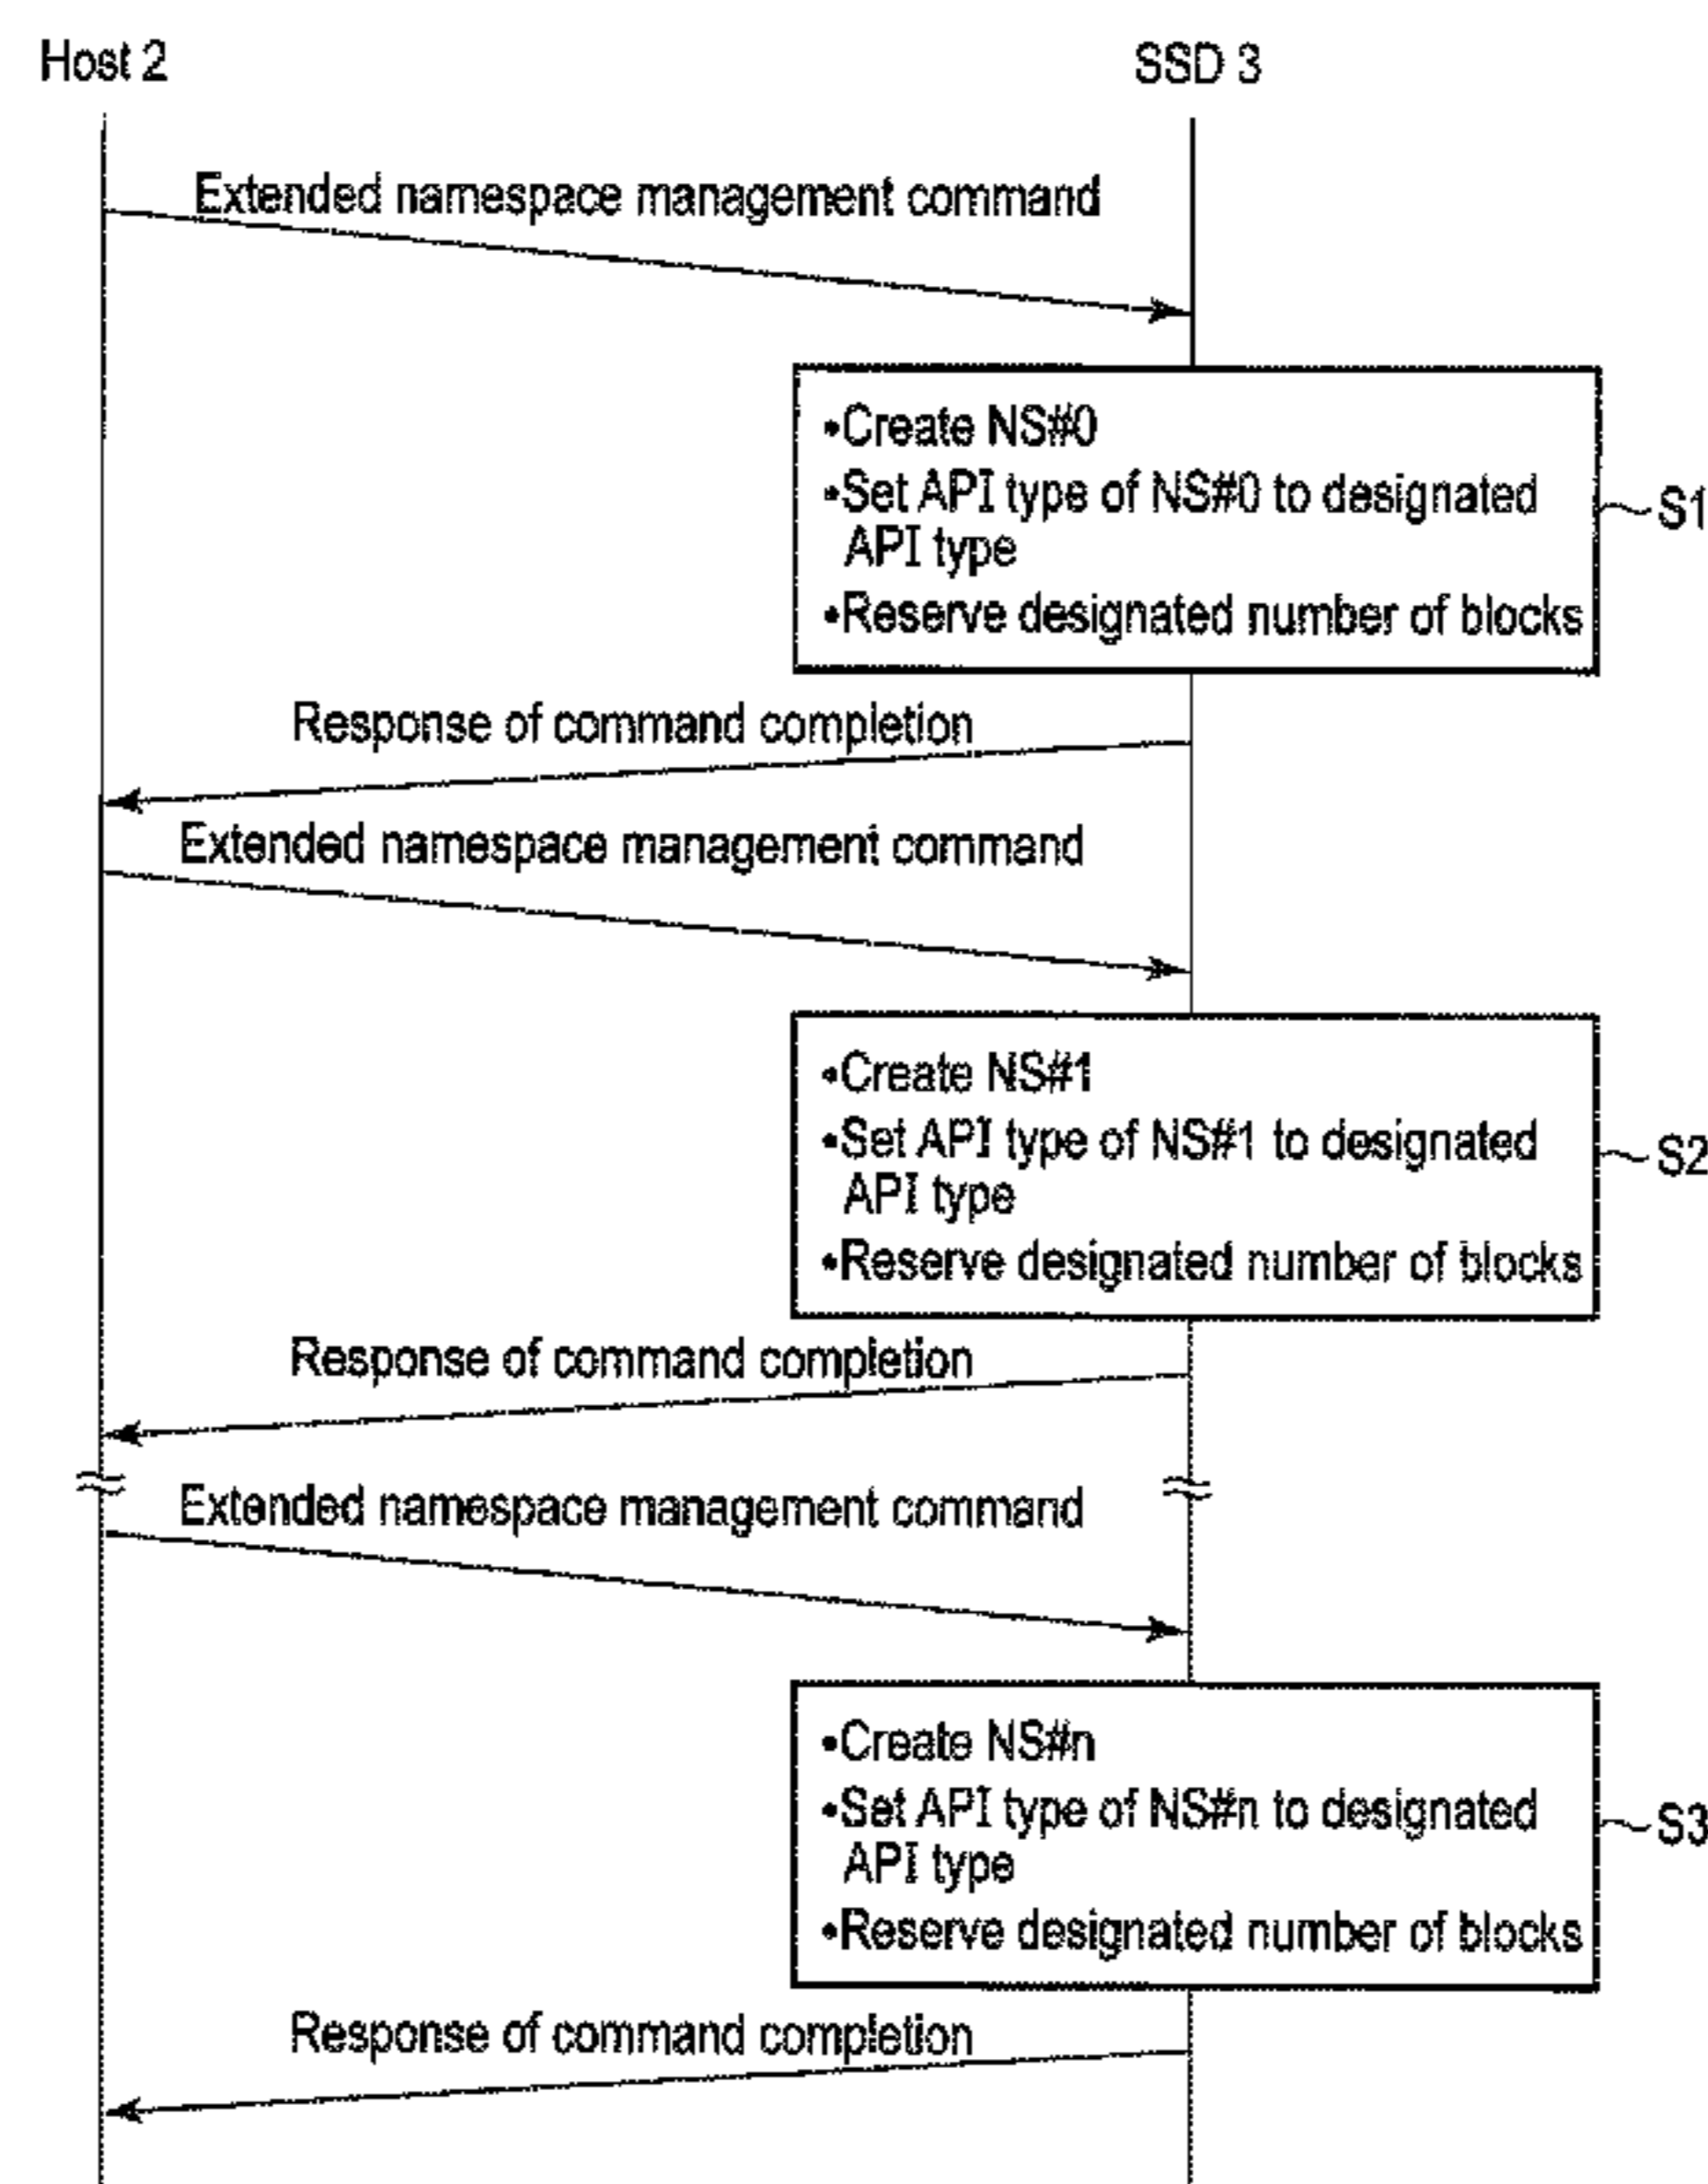 Host 2
SSD 3
Extended namespace management command
•Create NS#0
•Set API type of NS#0 to designated
API type
•Reserve designated number of blocks
S1
Response of command completion
Extended namespace management command
•Create NS#1
•Set API type of NS#1 to designated
API type
•Reserve designated number of blocks
S2
Response of command completion
Extended namespace management command
•Create NS#n
•Set API type of NS#n to designated
API type
•Reserve designated number of blocks
S3
Response of command completion